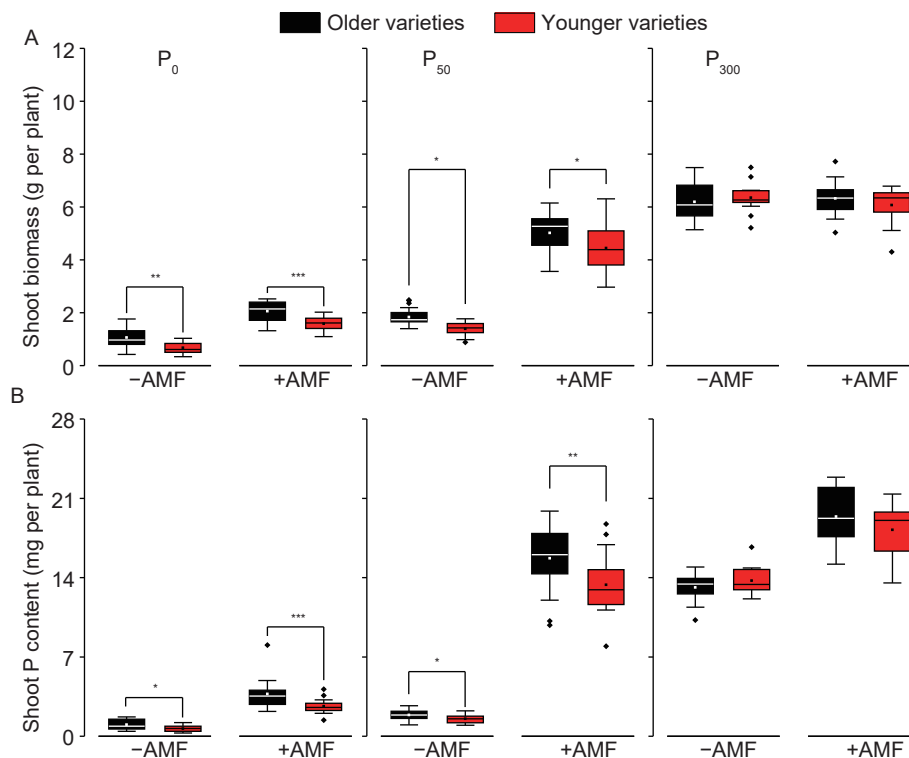 Older varieties Younger varieties
A
P0 P50 P300
Shoot biomass (g per plant)
12
10
8
6
4
2
0
* *
** ***
−AMF +AMF −AMF +AMF −AMF +AMF
B
Shoot P content (mg per plant)
28
21
14
7
0
**
***
* *
−AMF +AMF −AMF +AMF −AMF +AMF